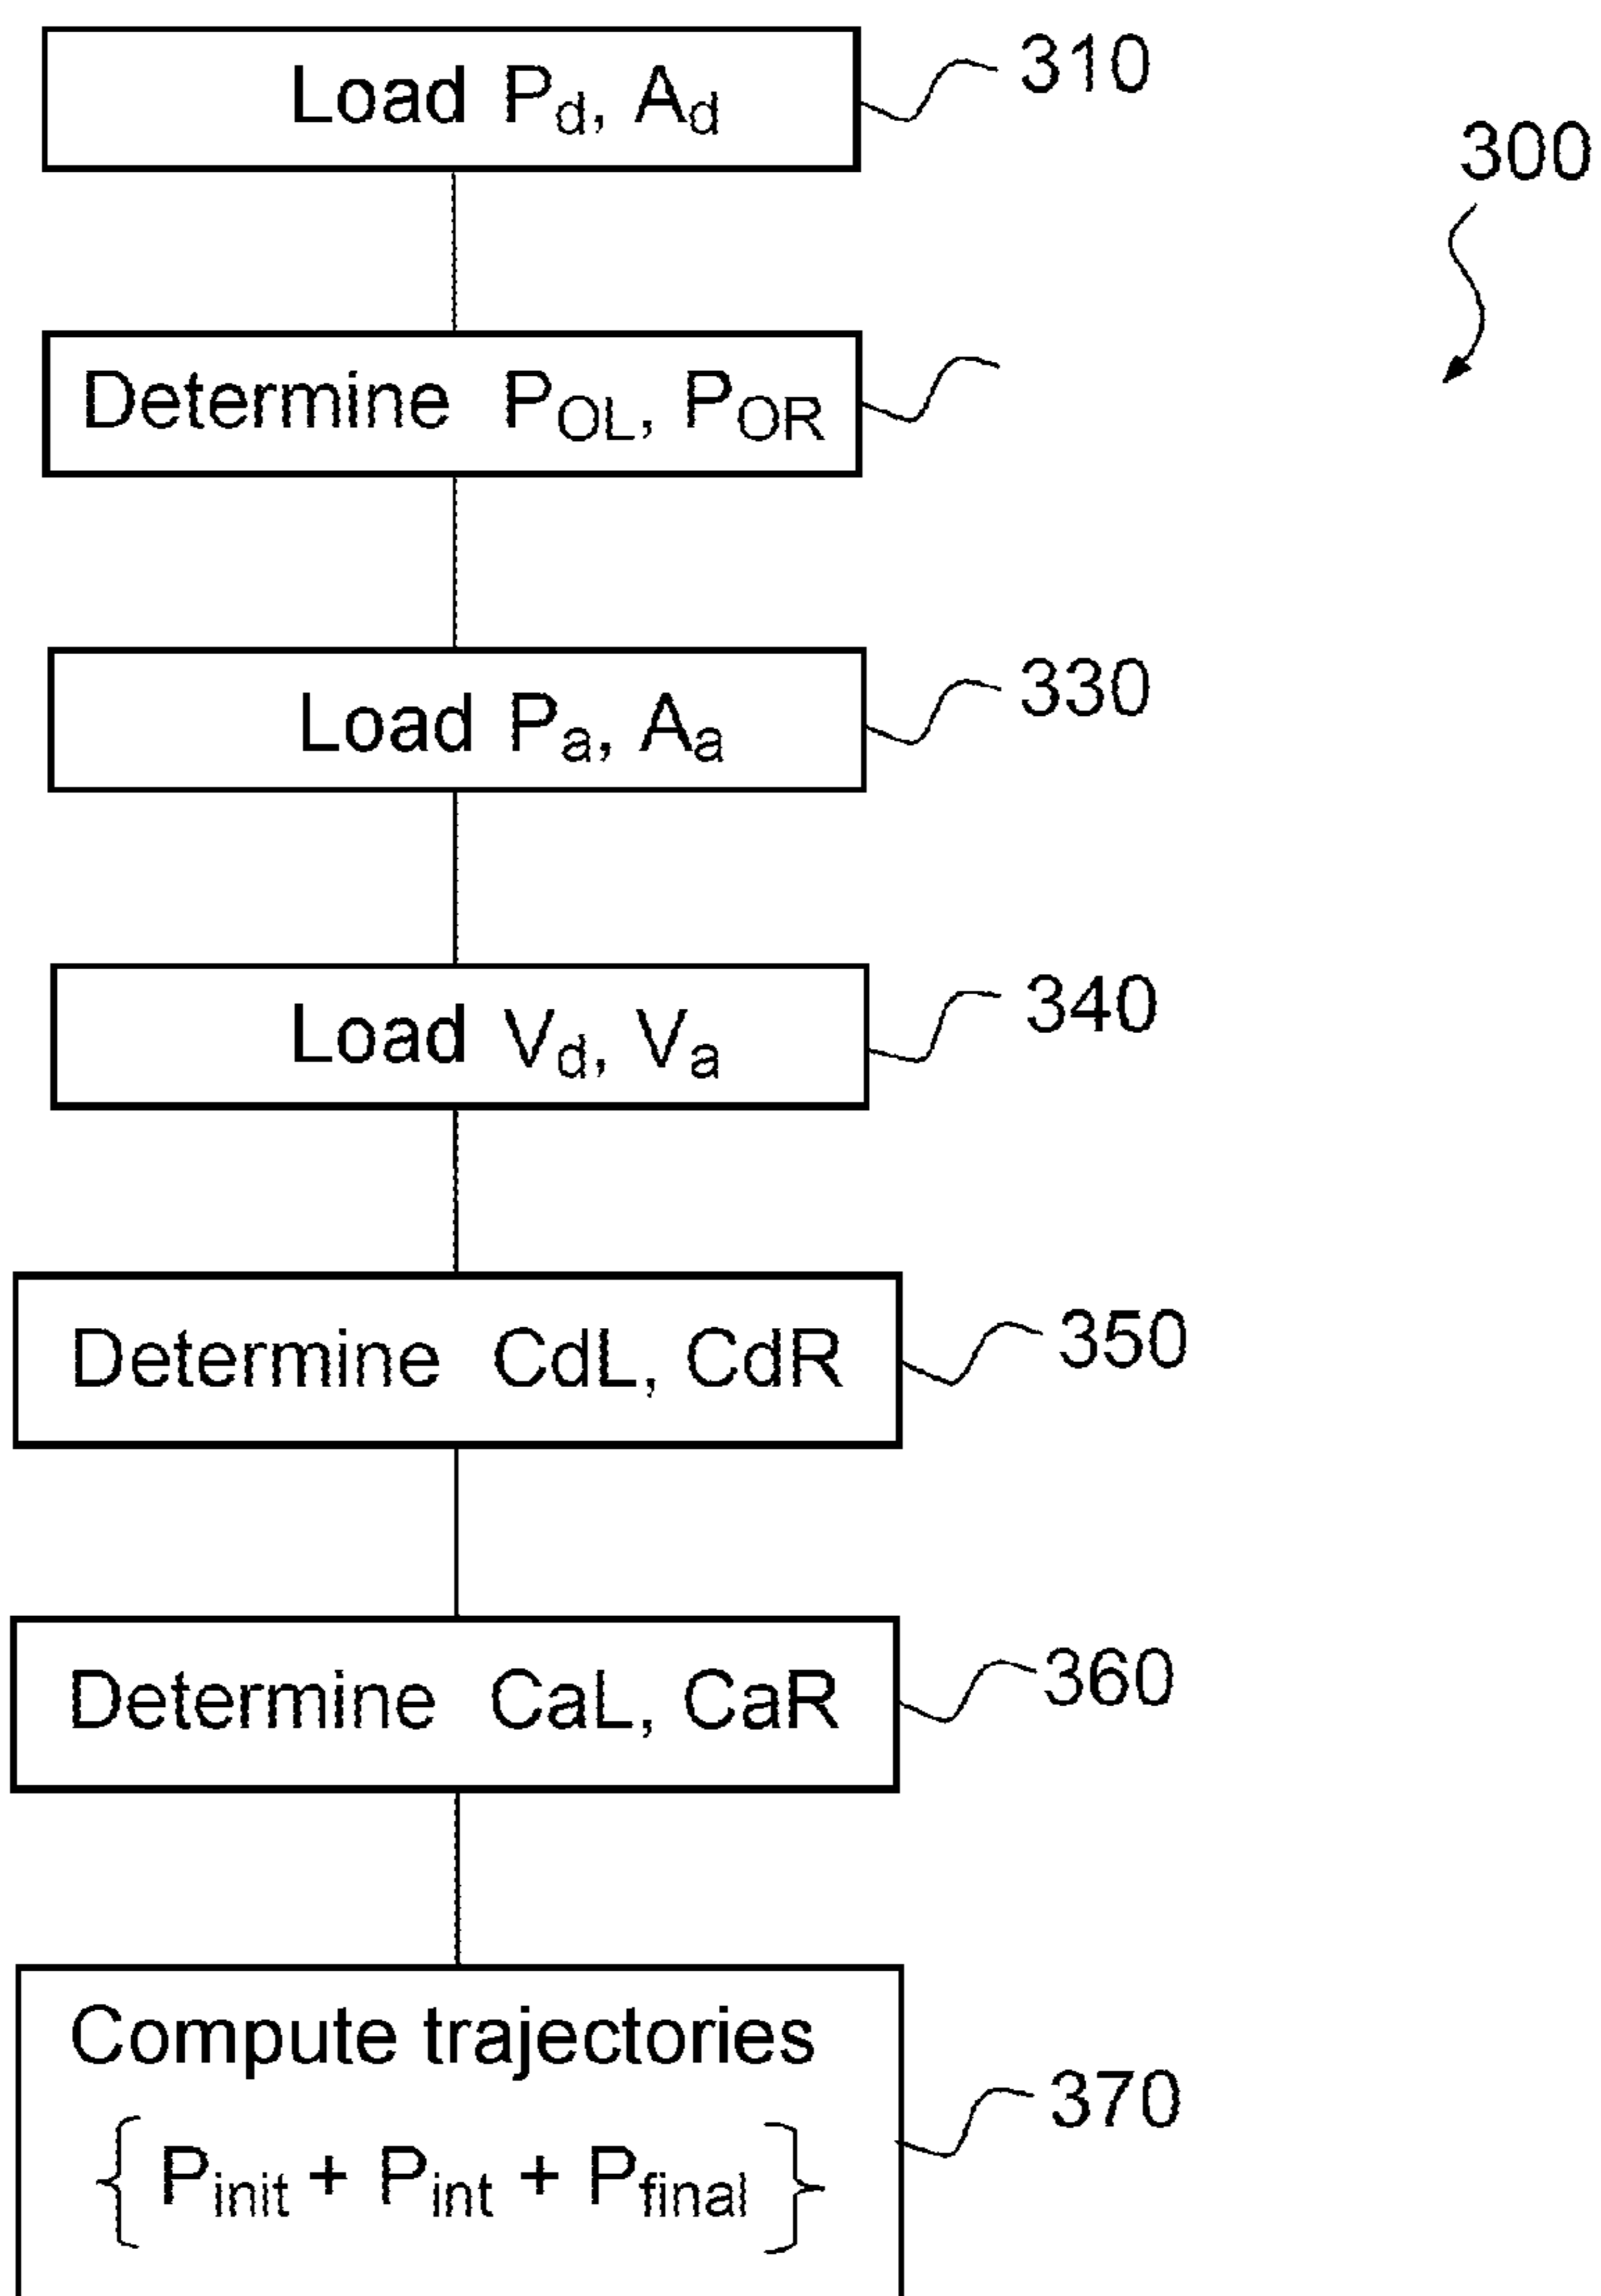 Load Pd, Ad
310
300
Determine POL, POR
Load Pa, Aa
330
Load Vd, Va
340
Determine CdL, CdR
350
Determine CaL, CaR
360
Compute trajectories
370
{ Pinit + Pint + Pfinal }